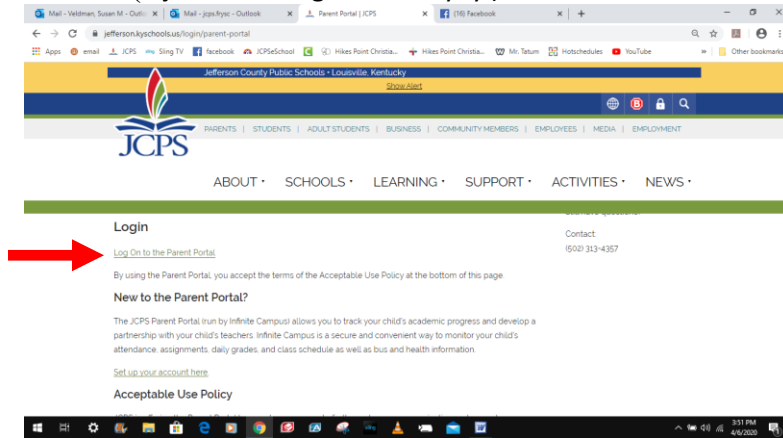 Mail - Veldman, Susan M - Outlo
Mail - jcps.frysc - Outlook
Parent Portal | JCPS
(16) Facebook
jefferson.kyschools.us/login/parent-portal
Apps
email
JCPS
Sling TV
facebook
JCPSeSchool
Hikes Point Christia...
Hikes Point Christia...
Mr. Tatum
Hotschedules
YouTube
Other bookmarks
Jefferson County Public Schools • Louisville, Kentucky
Show Alert
JCPS
PARENTS | STUDENTS | ADULT STUDENTS | BUSINESS | COMMUNITY MEMBERS | EMPLOYEES | MEDIA | EMPLOYMENT
ABOUT • SCHOOLS • LEARNING • SUPPORT • ACTIVITIES • NEWS •
Login
Contact:
Log On to the Parent Portal
(502) 313-4357
By using the Parent Portal, you accept the terms of the Acceptable Use Policy at the bottom of this page.
New to the Parent Portal?
The JCPS Parent Portal (run by Infinite Campus) allows you to track your child's academic progress and develop a
partnership with your child's teachers. Infinite Campus is a secure and convenient way to monitor your child's
attendance, assignments, daily grades, and class schedule as well as bus and health information.
Set up your account here.
Acceptable Use Policy
3:51 PM
4/6/2020